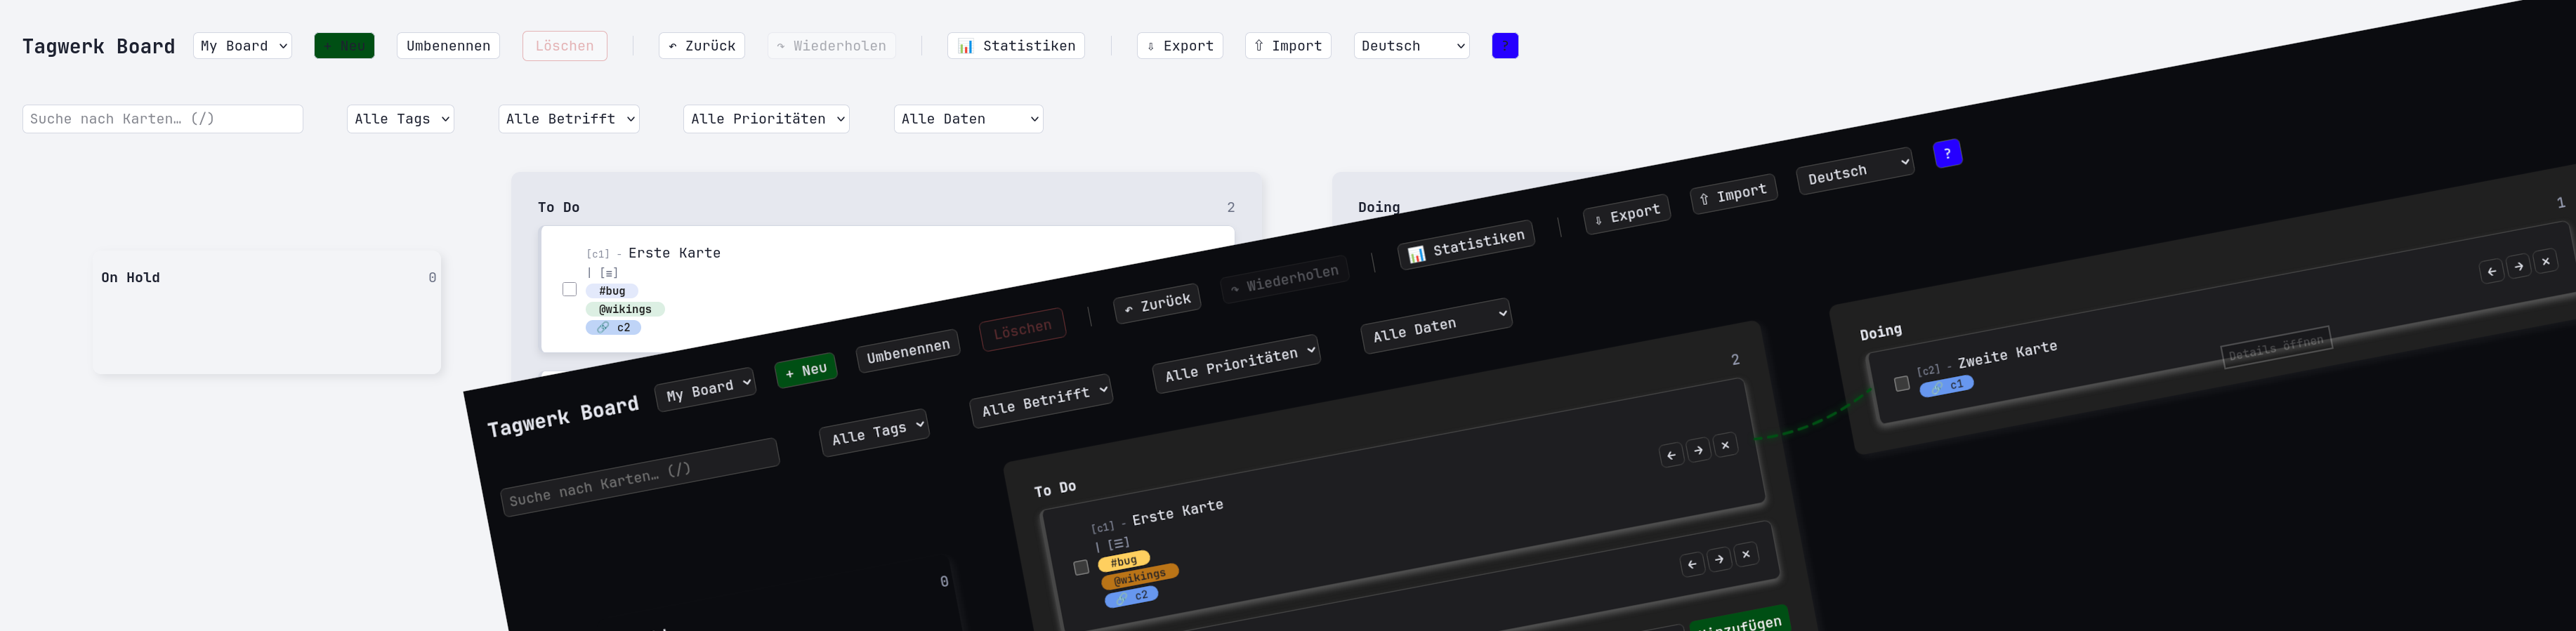 Tagwerk Board My Board + Neu Umbenennen Löschen ↶ Zurück ↷ Wiederholen 📊 Statistiken ⇩ Export ⇧ Import Deutsch
Suche nach Karten… (/) Alle Tags Alle Betrifft Alle Prioritäten Alle Daten
On Hold 0
To Do 2
[c1] - Erste Karte
| [≡]
#bug
@wikings
🔗 c2
Doing
Tagwerk Board My Board + Neu Umbenennen Löschen ↶ Zurück ↷ Wiederholen 📊 Statistiken ⇩ Export ⇧ Import Deutsch ?
Suche nach Karten… (/) Alle Tags Alle Betrifft Alle Prioritäten Alle Daten
0
To Do 2
[c1] - Erste Karte ← → ×
| [≡]
#bug
@wikings
🔗 c2
← → ×
Doing 1
[c2] - Zweite Karte ← → ×
🔗 c1
Details öffnen